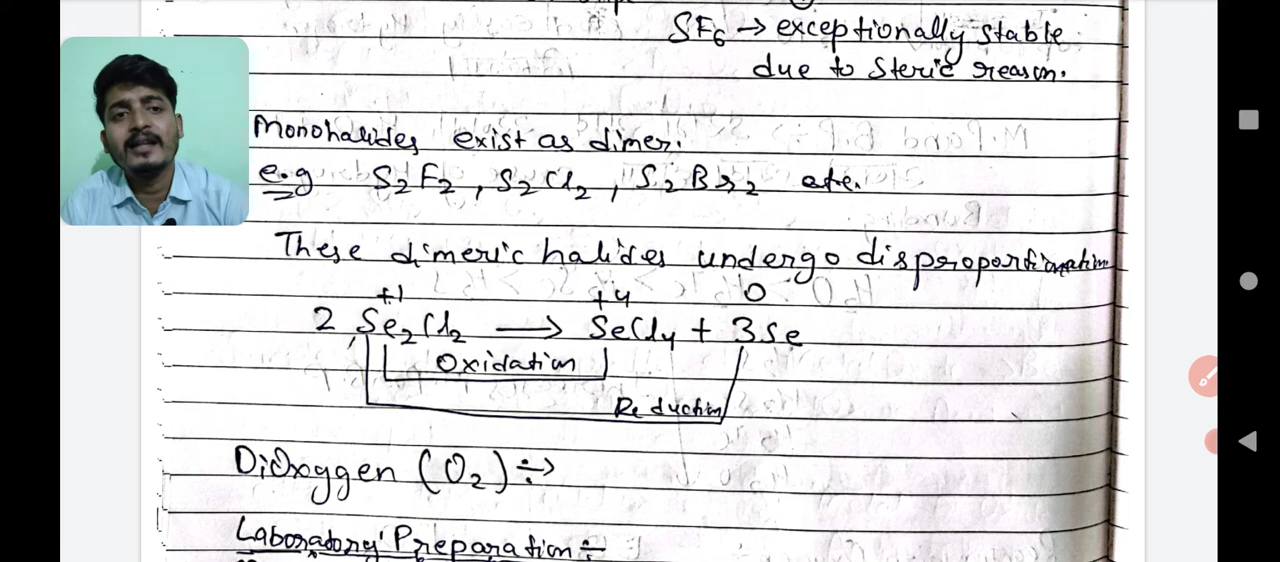 SF6 → exceptionally stable
due to steric reason.
Monohalides exist as dimer.
e.g S2F2, S2Cl2, S2Br2 etc.
These dimeric halides undergo disproportionation
+1 +4 0
2 Se2Cl2 → SeCl4 + 3Se
Oxidation
Reduction
Dioxygen (O2) ÷→
Laboratory Preparation ÷